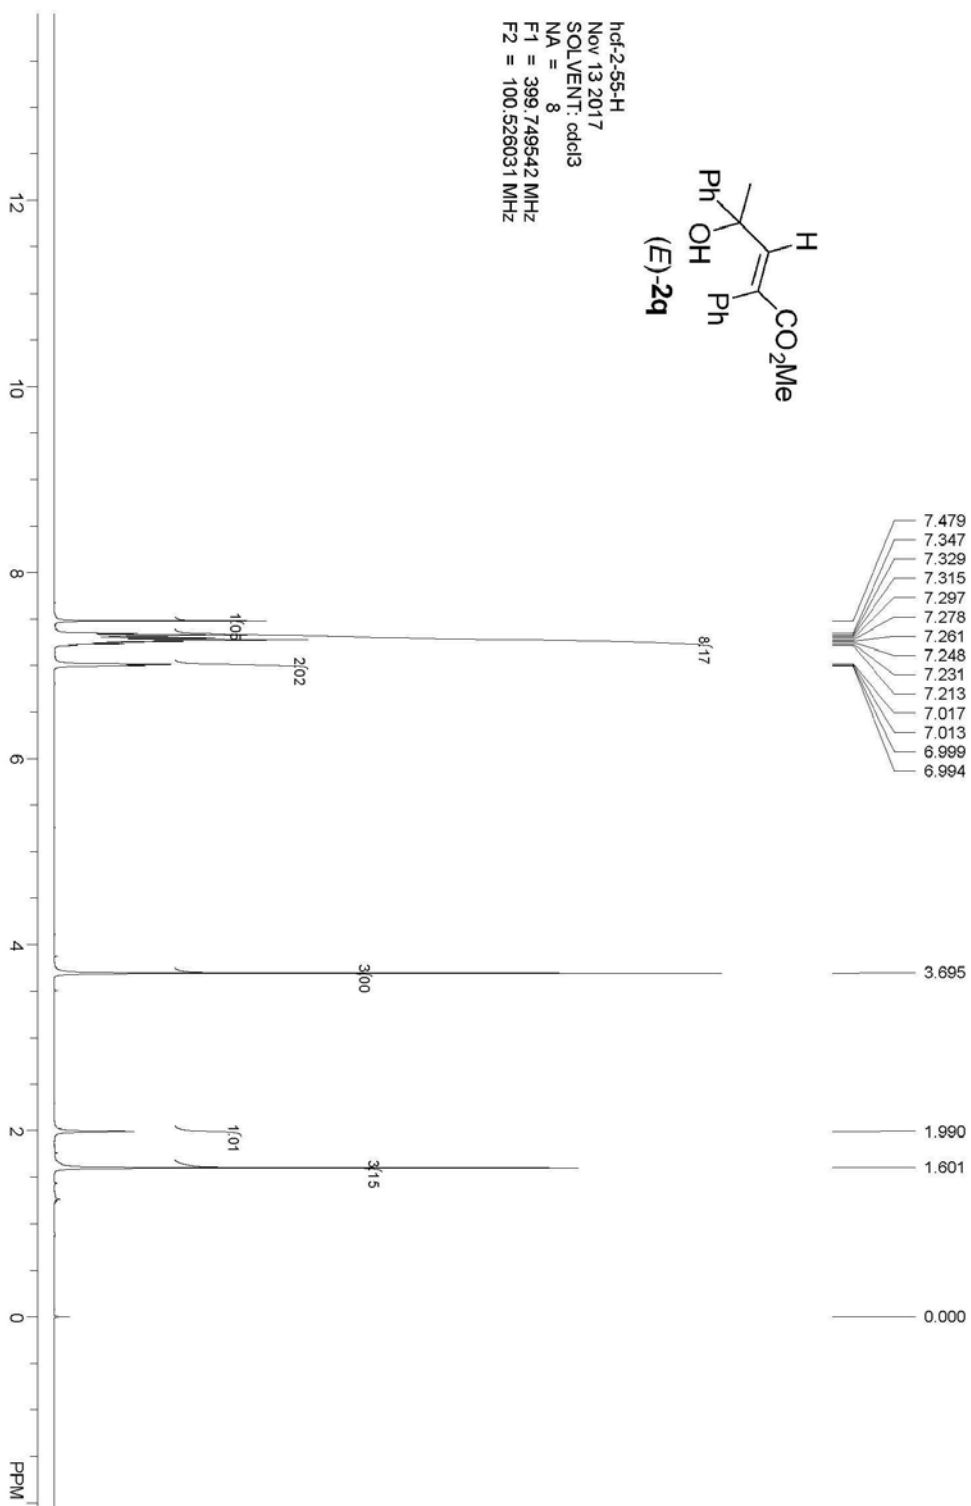 hcf-2-55-H
Nov 13 2017
SOLVENT: cdcl3
NA = 8
F1 = 399.749542 MHz
F2 = 100.526031 MHz
H
CO2Me
Ph
OH
Ph
(E)-2q
7.479
7.347
7.329
7.315
7.297
7.278
7.261
7.248
7.231
7.213
7.017
7.013
6.999
6.994
3.695
1.990
1.601
0.000
1.06
8.17
2.02
3.00
1.01
3.15
12
10
8
6
4
2
0
PPM